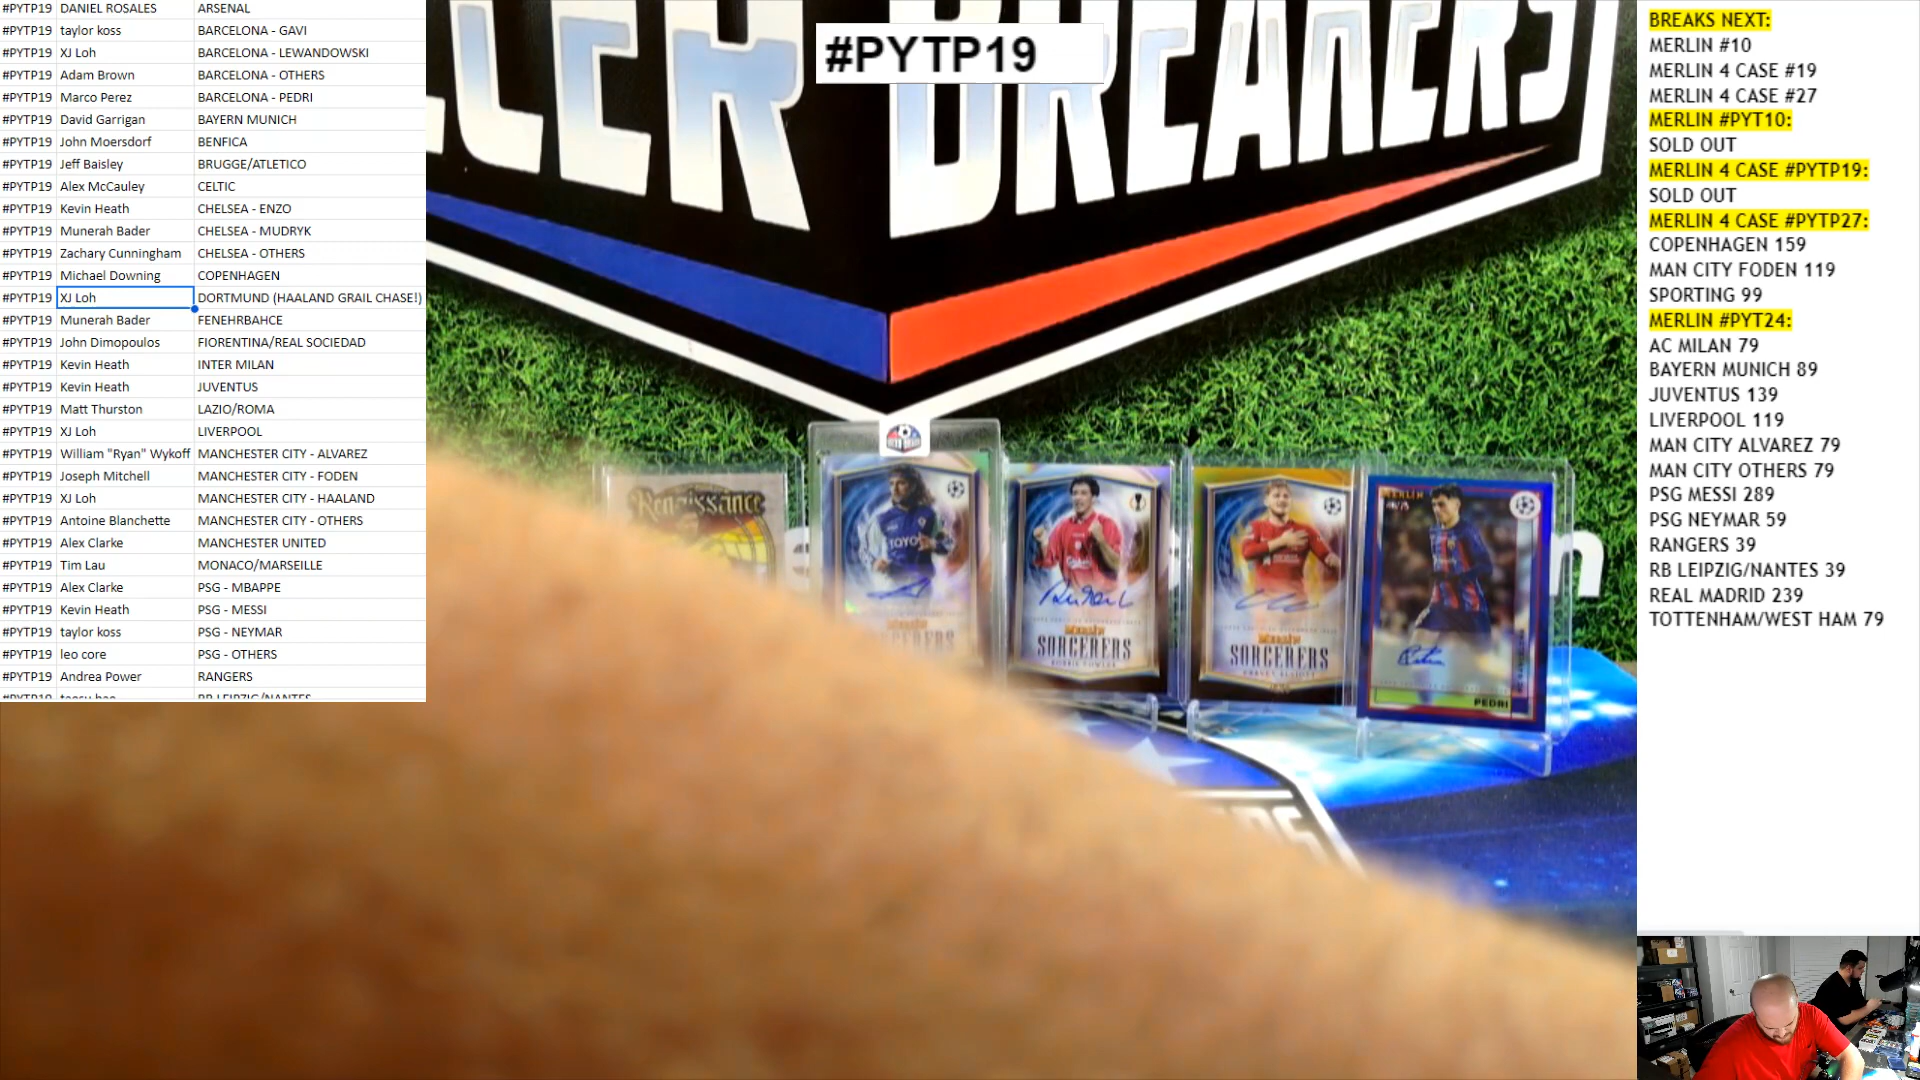 #PYTP19 DANIEL ROSALES ARSENAL
#PYTP19 taylor koss BARCELONA - GAVI
#PYTP19 XJ Loh BARCELONA - LEWANDOWSKI
#PYTP19 Adam Brown BARCELONA - OTHERS
#PYTP19 Marco Perez BARCELONA - PEDRI
#PYTP19 David Garrigan BAYERN MUNICH
#PYTP19 John Moersdorf BENFICA
#PYTP19 Jeff Baisley BRUGGE/ATLETICO
#PYTP19 Alex McCauley CELTIC
#PYTP19 Kevin Heath CHELSEA - ENZO
#PYTP19 Munerah Bader CHELSEA - MUDRYK
#PYTP19 Zachary Cunningham CHELSEA - OTHERS
#PYTP19 Michael Downing COPENHAGEN
#PYTP19 XJ Loh DORTMUND (HAALAND GRAIL CHASE!)
#PYTP19 Munerah Bader FENEHRBAHCE
#PYTP19 John Dimopoulos FIORENTINA/REAL SOCIEDAD
#PYTP19 Kevin Heath INTER MILAN
#PYTP19 Kevin Heath JUVENTUS
#PYTP19 Matt Thurston LAZIO/ROMA
#PYTP19 XJ Loh LIVERPOOL
#PYTP19 William "Ryan" Wykoff MANCHESTER CITY - ALVAREZ
#PYTP19 Joseph Mitchell MANCHESTER CITY - FODEN
#PYTP19 XJ Loh MANCHESTER CITY - HAALAND
#PYTP19 Antoine Blanchette MANCHESTER CITY - OTHERS
#PYTP19 Alex Clarke MANCHESTER UNITED
#PYTP19 Tim Lau MONACO/MARSEILLE
#PYTP19 Alex Clarke PSG - MBAPPE
#PYTP19 Kevin Heath PSG - MESSI
#PYTP19 taylor koss PSG - NEYMAR
#PYTP19 leo core PSG - OTHERS
#PYTP19 Andrea Power RANGERS
#PYTP19
#PYTP19
BREAKERS
Renaissance
TOYO
MERLIN
SORCERERS
ROBBIE FOWLER
MERLIN
SORCERERS
HARVEY ELLIOTT
MERLIN
PEDRI
BREAKS NEXT:
MERLIN #10
MERLIN 4 CASE #19
MERLIN 4 CASE #27
MERLIN #PYT10:
SOLD OUT
MERLIN 4 CASE #PYTP19:
SOLD OUT
MERLIN 4 CASE #PYTP27:
COPENHAGEN 159
MAN CITY FODEN 119
SPORTING 99
MERLIN #PYT24:
AC MILAN 79
BAYERN MUNICH 89
JUVENTUS 139
LIVERPOOL 119
MAN CITY ALVAREZ 79
MAN CITY OTHERS 79
PSG MESSI 289
PSG NEYMAR 59
RANGERS 39
RB LEIPZIG/NANTES 39
REAL MADRID 239
TOTTENHAM/WEST HAM 79